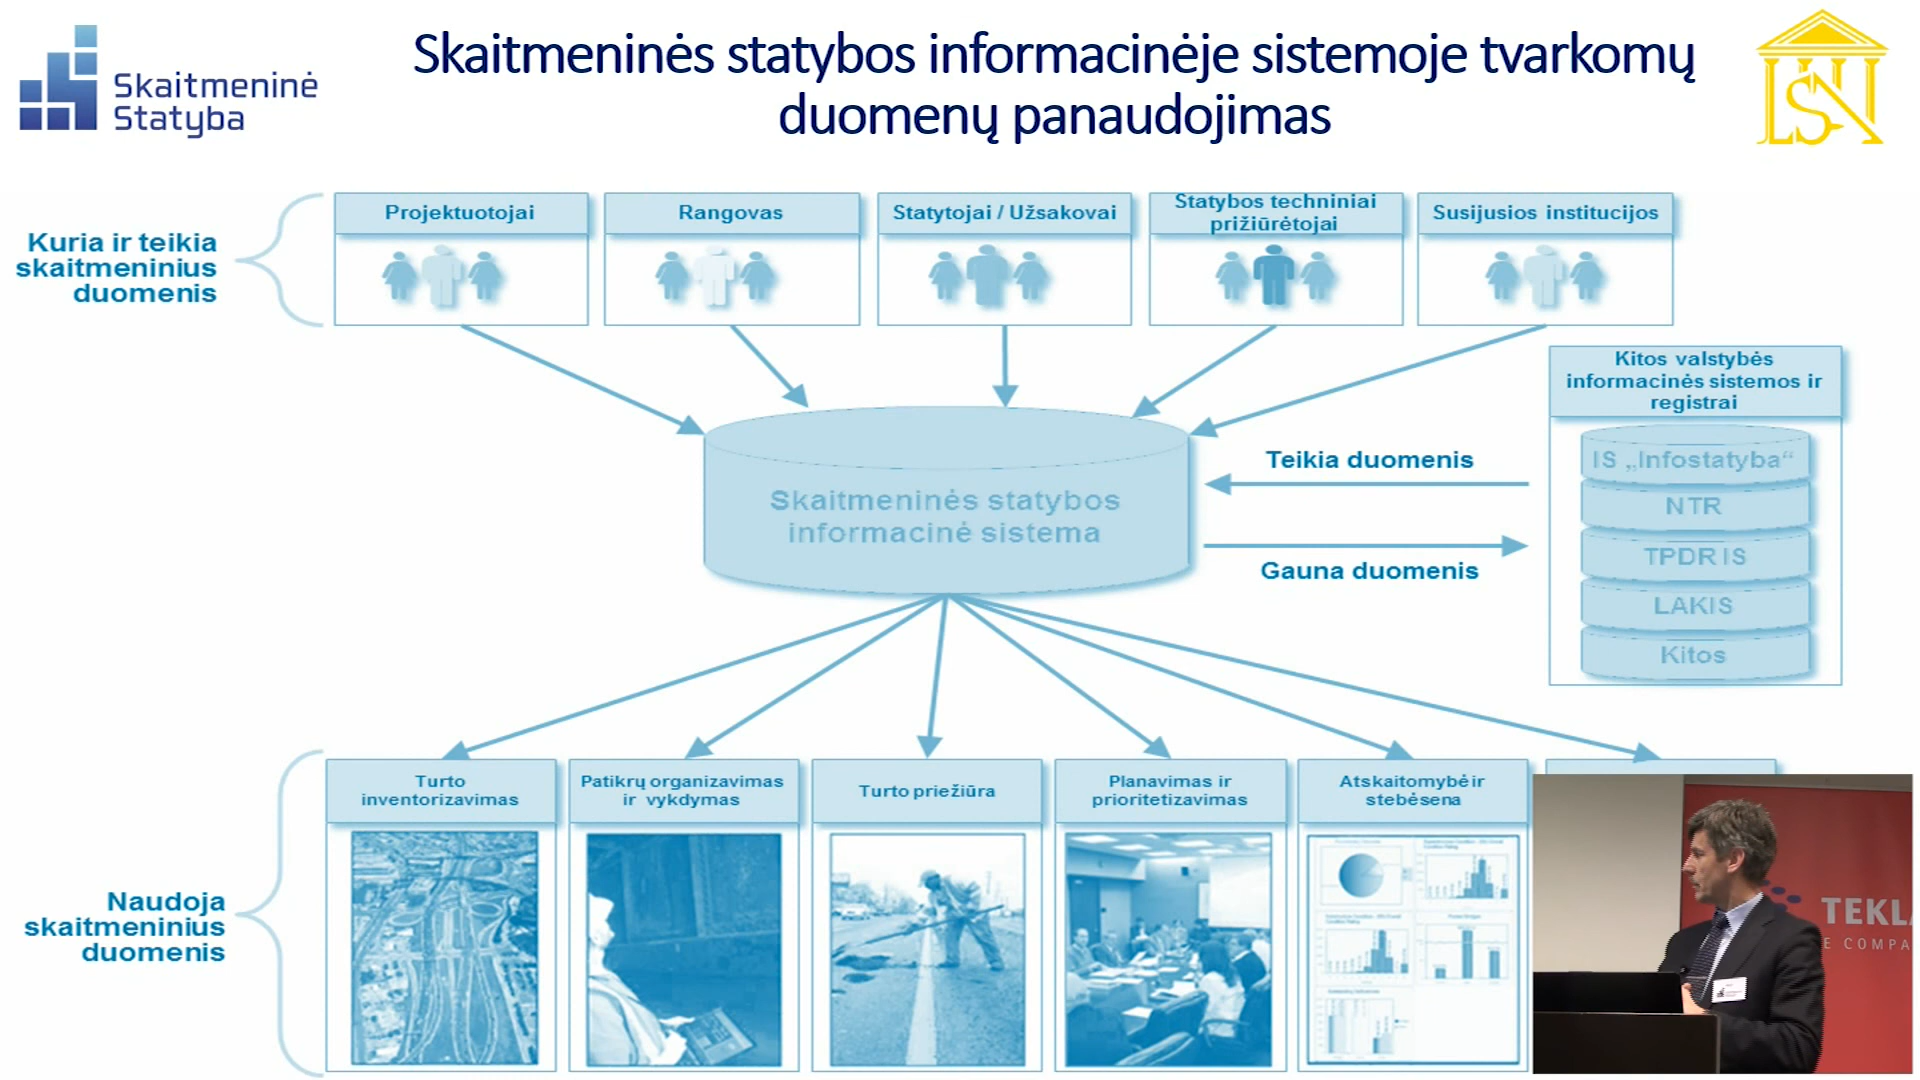 Skaitmeninė
Statyba
Skaitmeninės statybos informacinėje sistemoje tvarkomų
duomenų panaudojimas
LSN
Kuria ir teikia
skaitmeninius
duomenis
Projektuotojai
Rangovas
Statytojai / Užsakovai
Statybos techniniai
prižiūrėtojai
Susijusios institucijos
Kitos valstybės
informacinės sistemos ir
registrai
IS „Infostatyba“
NTR
TPDR IS
LAKIS
Kitos
Teikia duomenis
Gauna duomenis
Skaitmeninės statybos
informacinė sistema
Naudoja
skaitmeninius
duomenis
Turto
inventorizavimas
Patikrų organizavimas
ir vykdymas
Turto priežiūra
Planavimas ir
prioritetizavimas
Atskaitomybė ir
stebėsena
TEKLA
E COMPA